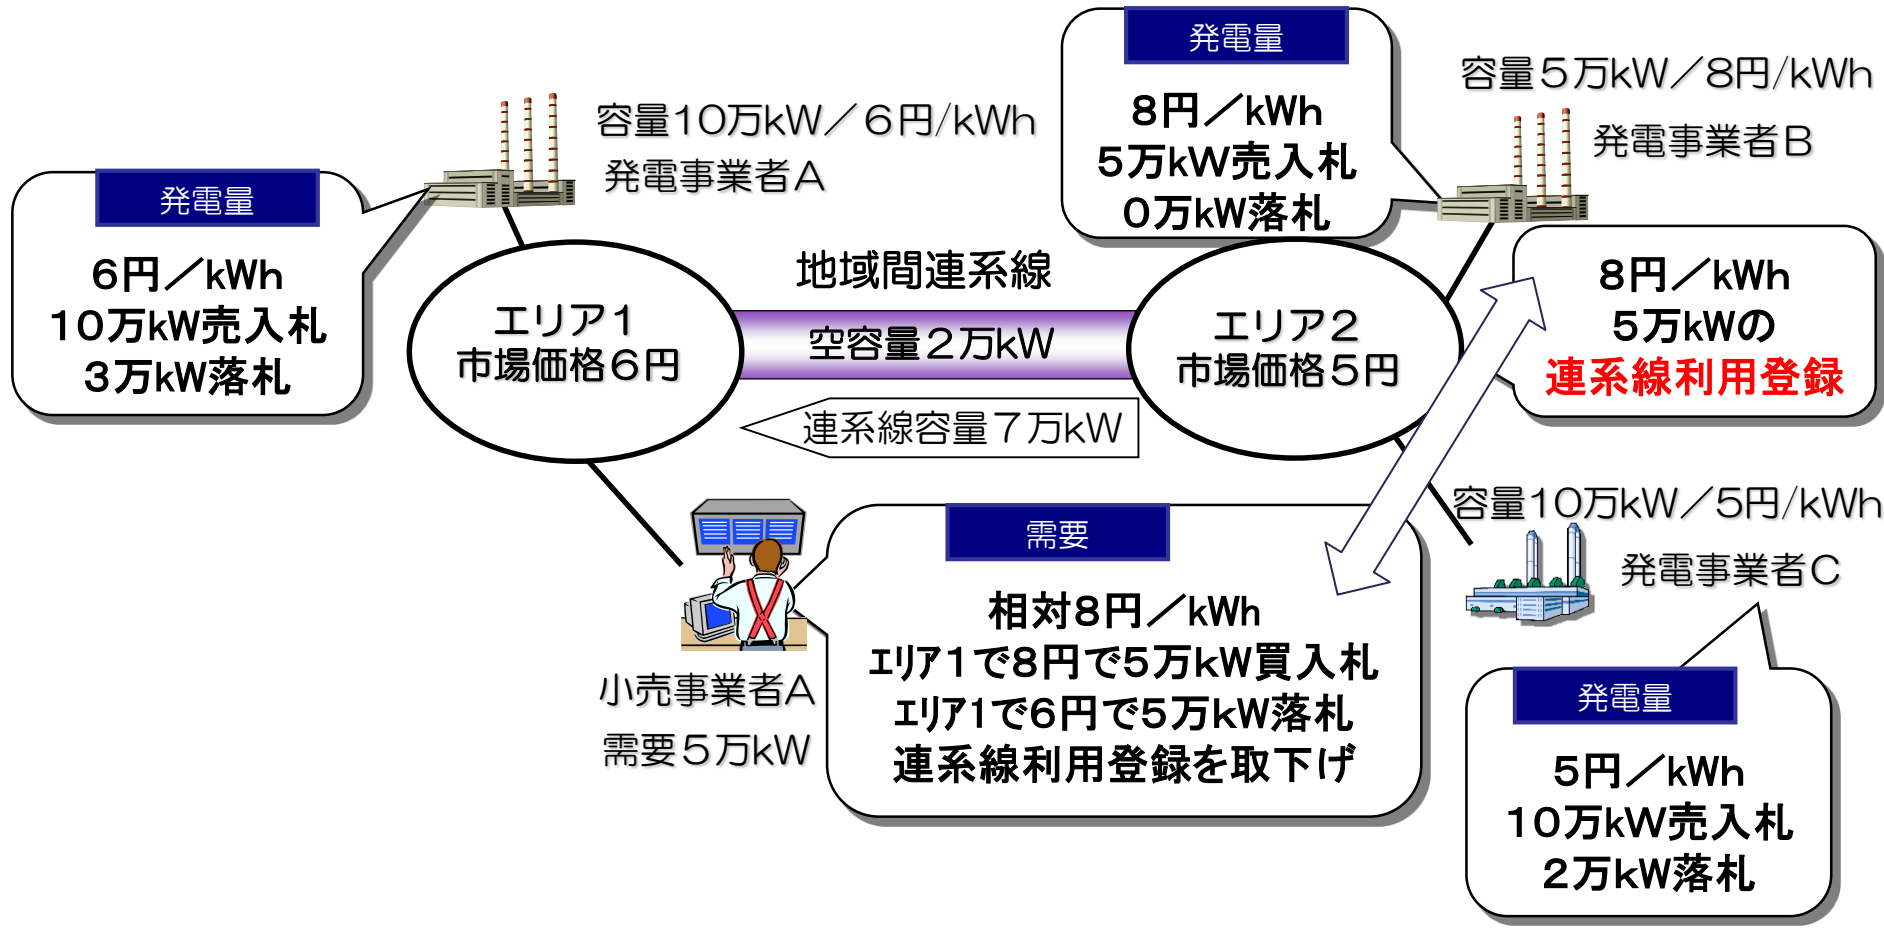 発電量
8円／kWh
5万kW売入札
0万kW落札
容量5万kW／8円/kWh
発電事業者B
容量10万kW／6円/kWh
発電事業者A
発電量
6円／kWh
10万kW売入札
3万kW落札
地域間連系線
エリア1
市場価格6円
空容量2万kW
エリア2
市場価格5円
連系線容量7万kW
8円／kWh
5万kWの
連系線利用登録
容量10万kW／5円/kWh
発電事業者C
需要
相対8円／kWh
エリア1で8円で5万kW買入札
エリア1で6円で5万kW落札
連系線利用登録を取下げ
小売事業者A
需要5万kW
発電量
5円／kWh
10万kW売入札
2万kW落札